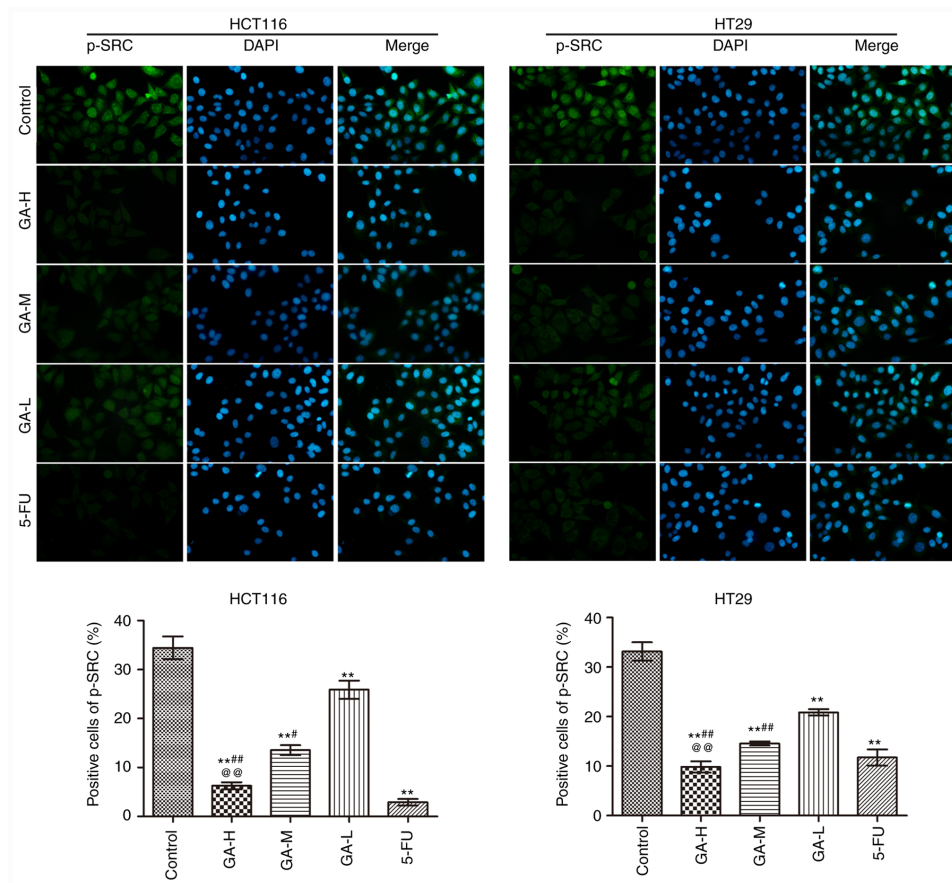 HCT116
p-SRC DAPI Merge
HT29
p-SRC DAPI Merge
Control
GA-H
GA-M
GA-L
5-FU
HCT116
Positive cells of p-SRC (%)
40
30
20
10
0
**##
@@
**#
**
**
Control GA-H GA-M GA-L 5-FU
HT29
Positive cells of p-SRC (%)
40
30
20
10
0
**##
@@
**##
**
**
Control GA-H GA-M GA-L 5-FU